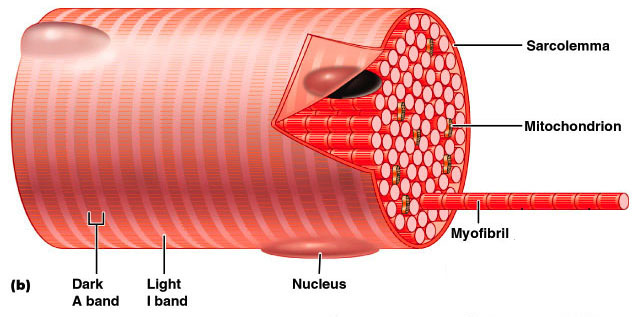 Sarcolemma
Mitochondrion
Myofibril
(b)
Dark
A band
Light
I band
Nucleus